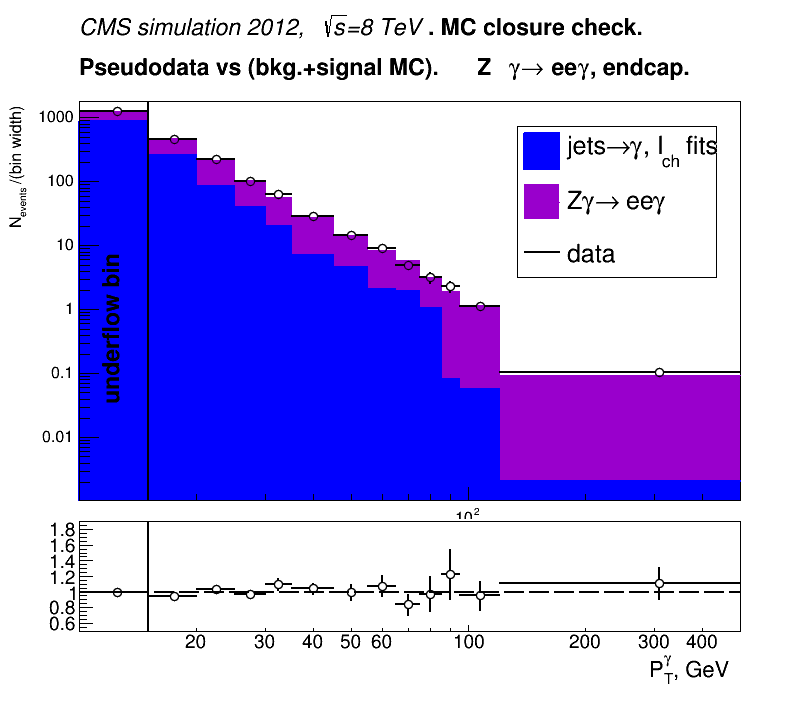 CMS simulation 2012, √s=8 TeV . MC closure check.
Pseudodata vs (bkg.+signal MC). Z γ→ eeγ, endcap.
N_events /(bin width)
1000
100
10
1
0.1
0.01
underflow bin
jets→γ, I_ch fits
Zγ→ eeγ
data
10²
1.8
1.6
1.4
1.2
1
0.8
0.6
20 30 40 50 60 100 200 300 400
P_T^γ, GeV